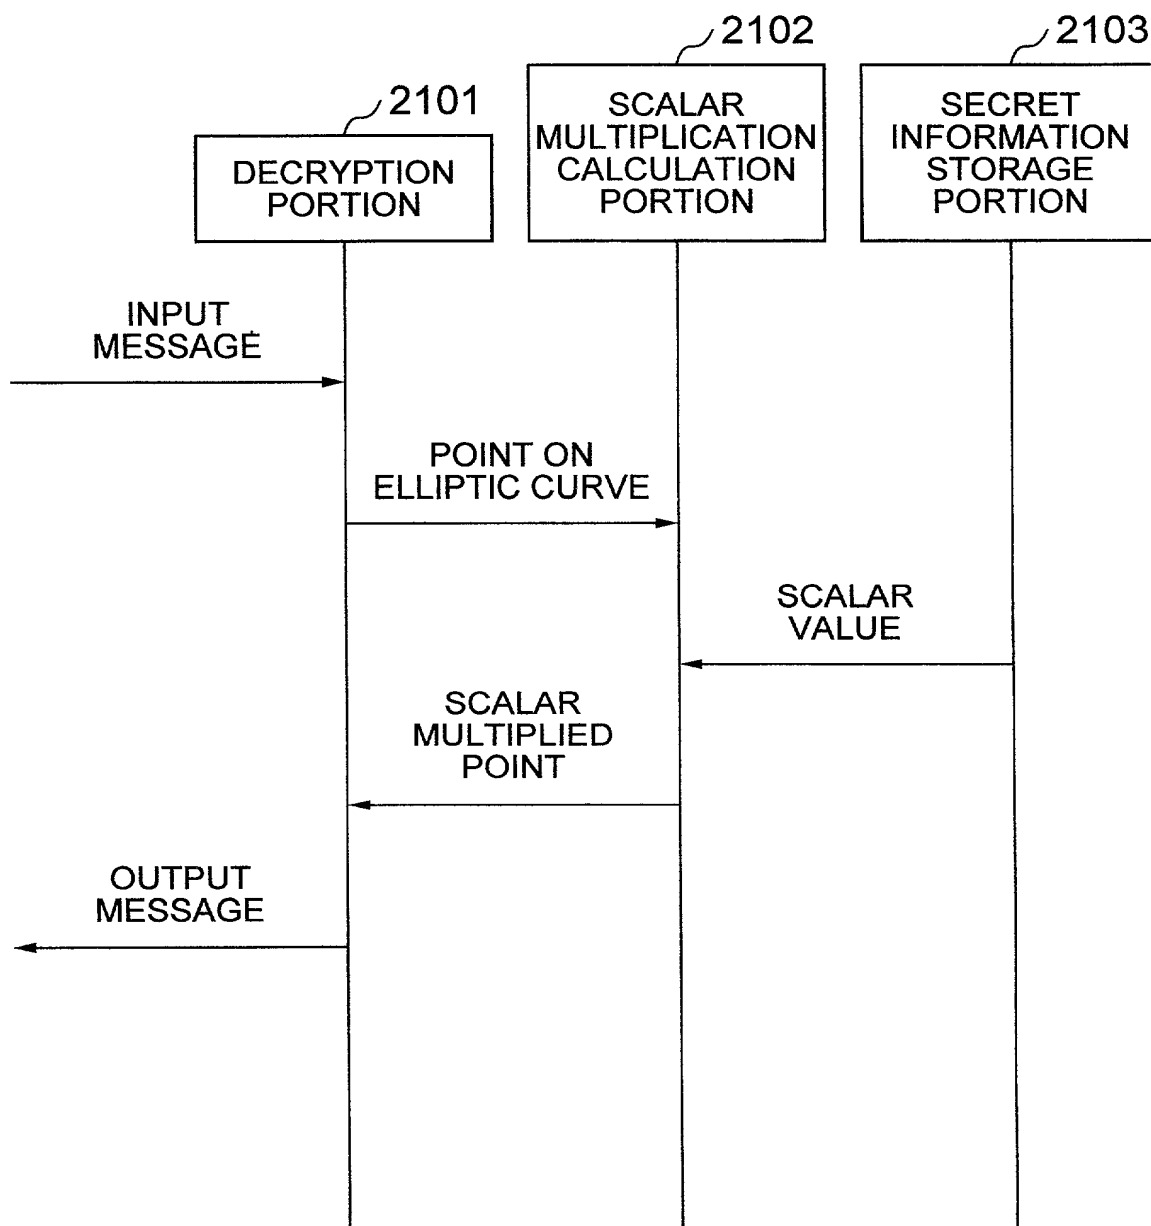 2101
DECRYPTION
PORTION
2102
SCALAR
MULTIPLICATION
CALCULATION
PORTION
2103
SECRET
INFORMATION
STORAGE
PORTION
INPUT
MESSAGE
POINT ON
ELLIPTIC CURVE
SCALAR
VALUE
SCALAR
MULTIPLIED
POINT
OUTPUT
MESSAGE